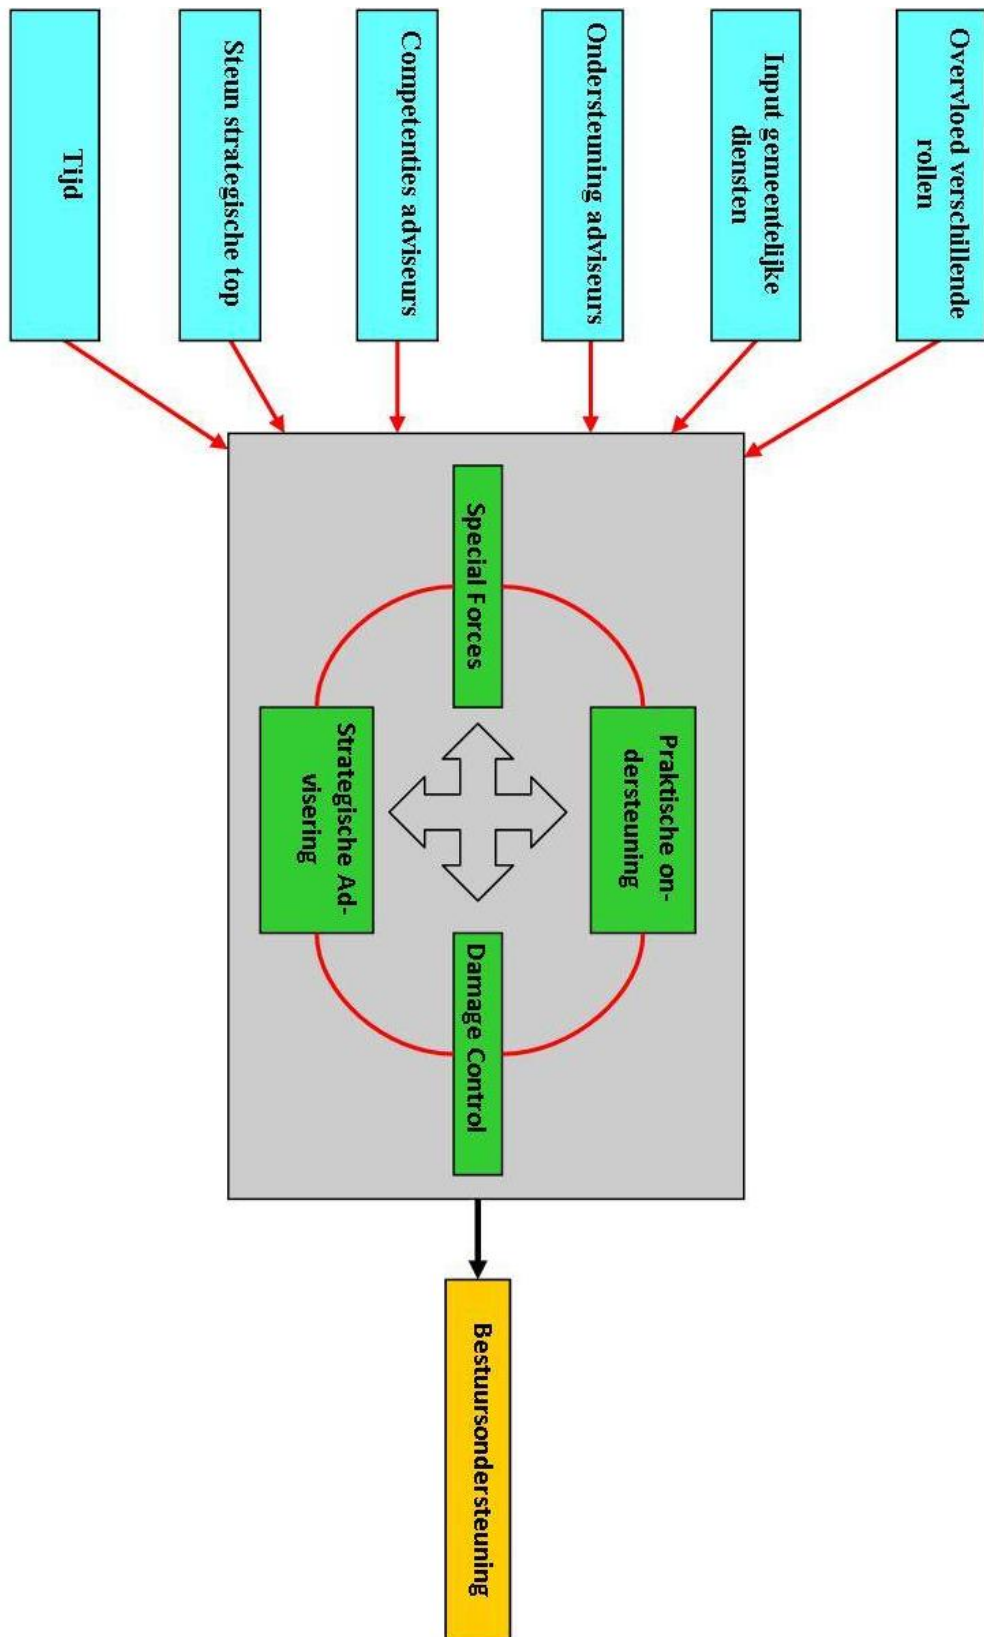 Overvloed verschillende
rollen
Input gemeentelijke
diensten
Ondersteuning adviseurs
Competenties adviseurs
Steun strategische top
Tijd
Special Forces
Praktische on-
dersteuning
Strategische Ad-
visering
Damage Control
Bestuursondersteuning